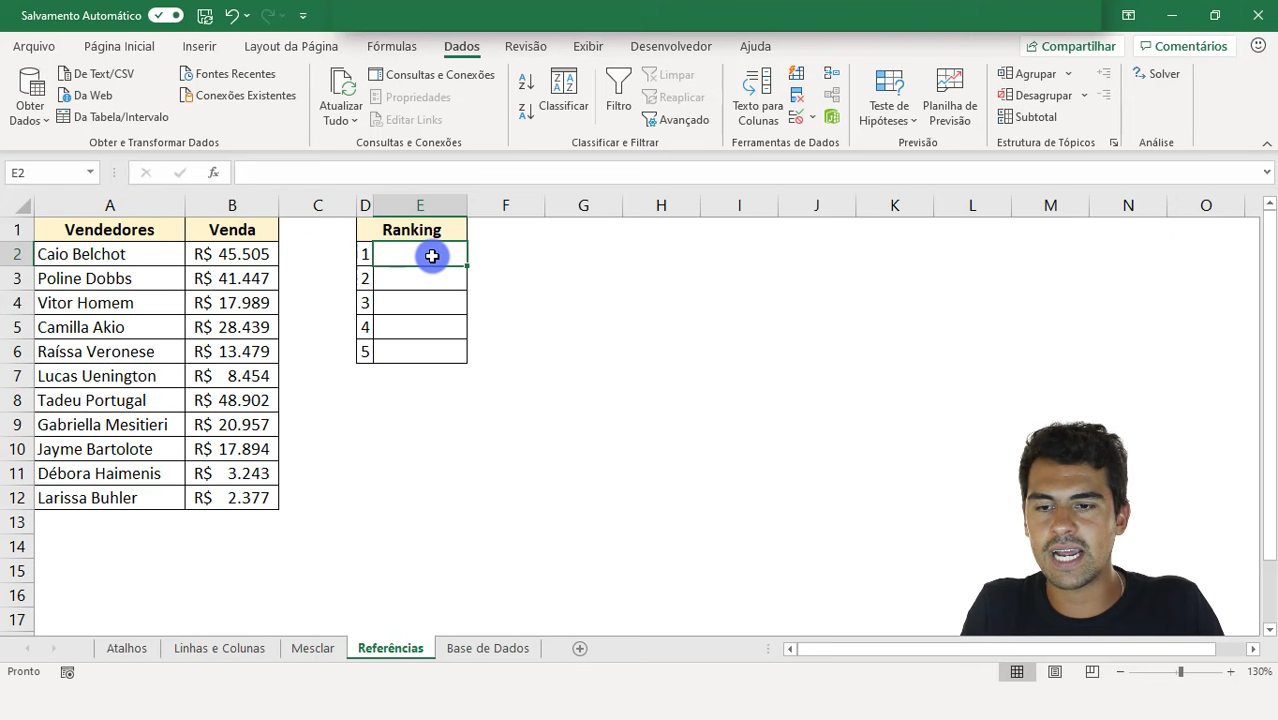 Salvamento Automático
Arquivo Página Inicial Inserir Layout da Página Fórmulas Dados Revisão Exibir Desenvolvedor Ajuda Compartilhar Comentários
Obter Dados
De Text/CSV
Da Web
Da Tabela/Intervalo
Fontes Recentes
Conexões Existentes
Obter e Transformar Dados
Atualizar Tudo
Consultas e Conexões
Propriedades
Editar Links
Consultas e Conexões
Classificar
Filtro
Limpar
Reaplicar
Avançado
Classificar e Filtrar
Texto para Colunas
Ferramentas de Dados
Teste de Hipóteses
Planilha de Previsão
Previsão
Agrupar
Desagrupar
Subtotal
Estrutura de Tópicos
Solver
Análise
E2
A B C D E F G H I J K L M N O
1 Vendedores Venda Ranking
2 Caio Belchot R$ 45.505 1
3 Poline Dobbs R$ 41.447 2
4 Vitor Homem R$ 17.989 3
5 Camilla Akio R$ 28.439 4
6 Raíssa Veronese R$ 13.479 5
7 Lucas Uenington R$ 8.454
8 Tadeu Portugal R$ 48.902
9 Gabriella Mesitieri R$ 20.957
10 Jayme Bartolote R$ 17.894
11 Débora Haimenis R$ 3.243
12 Larissa Buhler R$ 2.377
13
14
15
16
17
Atalhos Linhas e Colunas Mesclar Referências Base de Dados
Pronto 130%